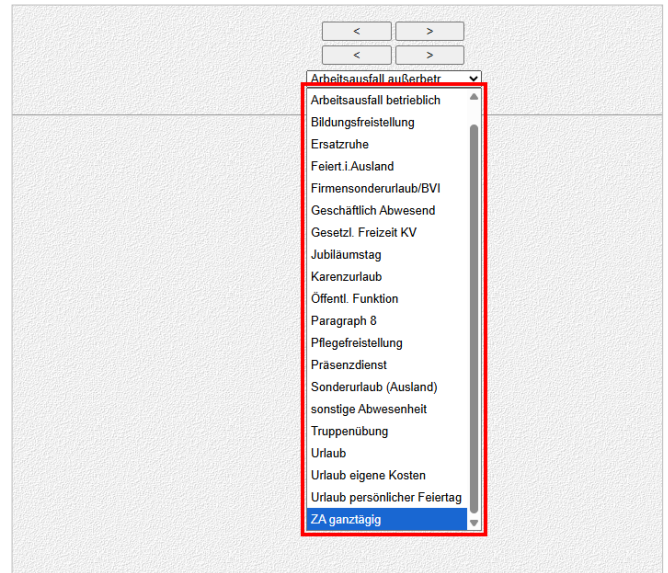 < >
< >
Arbeitsausfall außerbetr
Arbeitsausfall betrieblich
Bildungsfreistellung
Ersatzruhe
Feiert.i.Ausland
Firmensonderurlaub/BVI
Geschäftlich Abwesend
Gesetzl. Freizeit KV
Jubiläumstag
Karenzurlaub
Öffentl. Funktion
Paragraph 8
Pflegefreistellung
Präsenzdienst
Sonderurlaub (Ausland)
sonstige Abwesenheit
Truppenübung
Urlaub
Urlaub eigene Kosten
Urlaub persönlicher Feiertag
ZA ganztägig